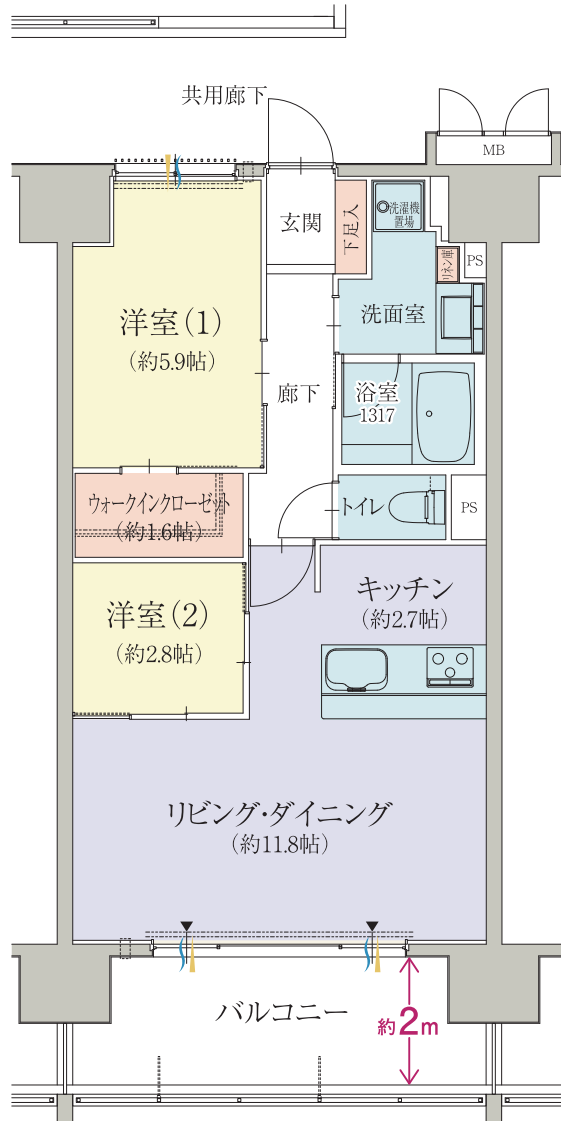 共用廊下
MB
玄関
下足入
洗濯機
置場
リネン庫
PS
洋室(1)
(約5.9帖)
洗面室
廊下
浴室
1317
ウォークインクローゼット
(約1.6帖)
トイレ
PS
洋室(2)
(約2.8帖)
キッチン
(約2.7帖)
リビング・ダイニング
(約11.8帖)
バルコニー
約2m